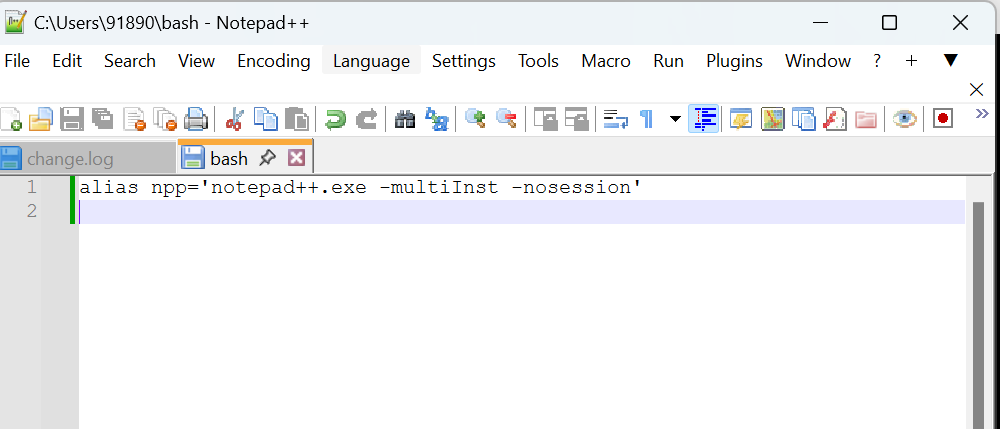 C:\Users\91890\bash - Notepad++
File Edit Search View Encoding Language Settings Tools Macro Run Plugins Window ? + ▼
change.log bash
1 alias npp='notepad++.exe -multiInst -nosession'
2